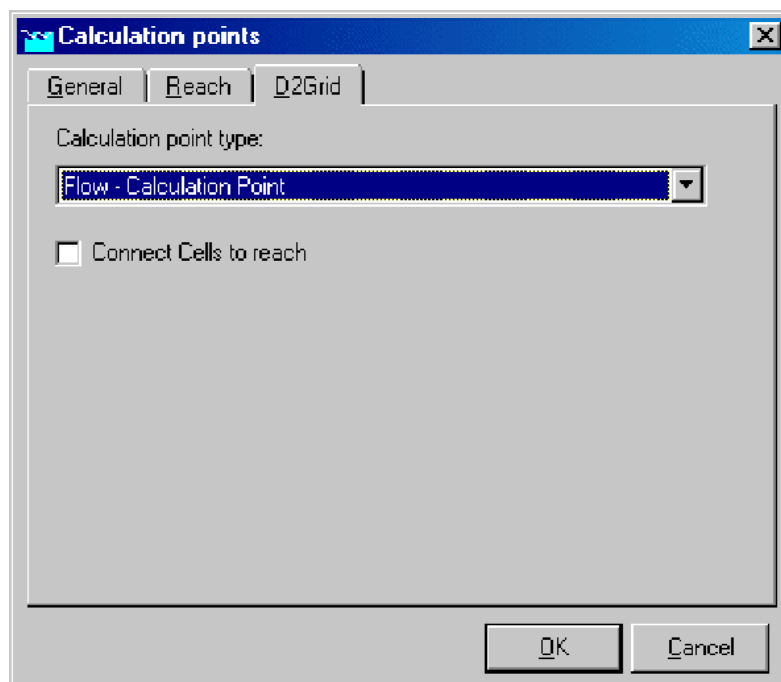 Calculation points
General Reach D2Grid
Calculation point type:
Flow - Calculation Point
Connect Cells to reach
OK Cancel